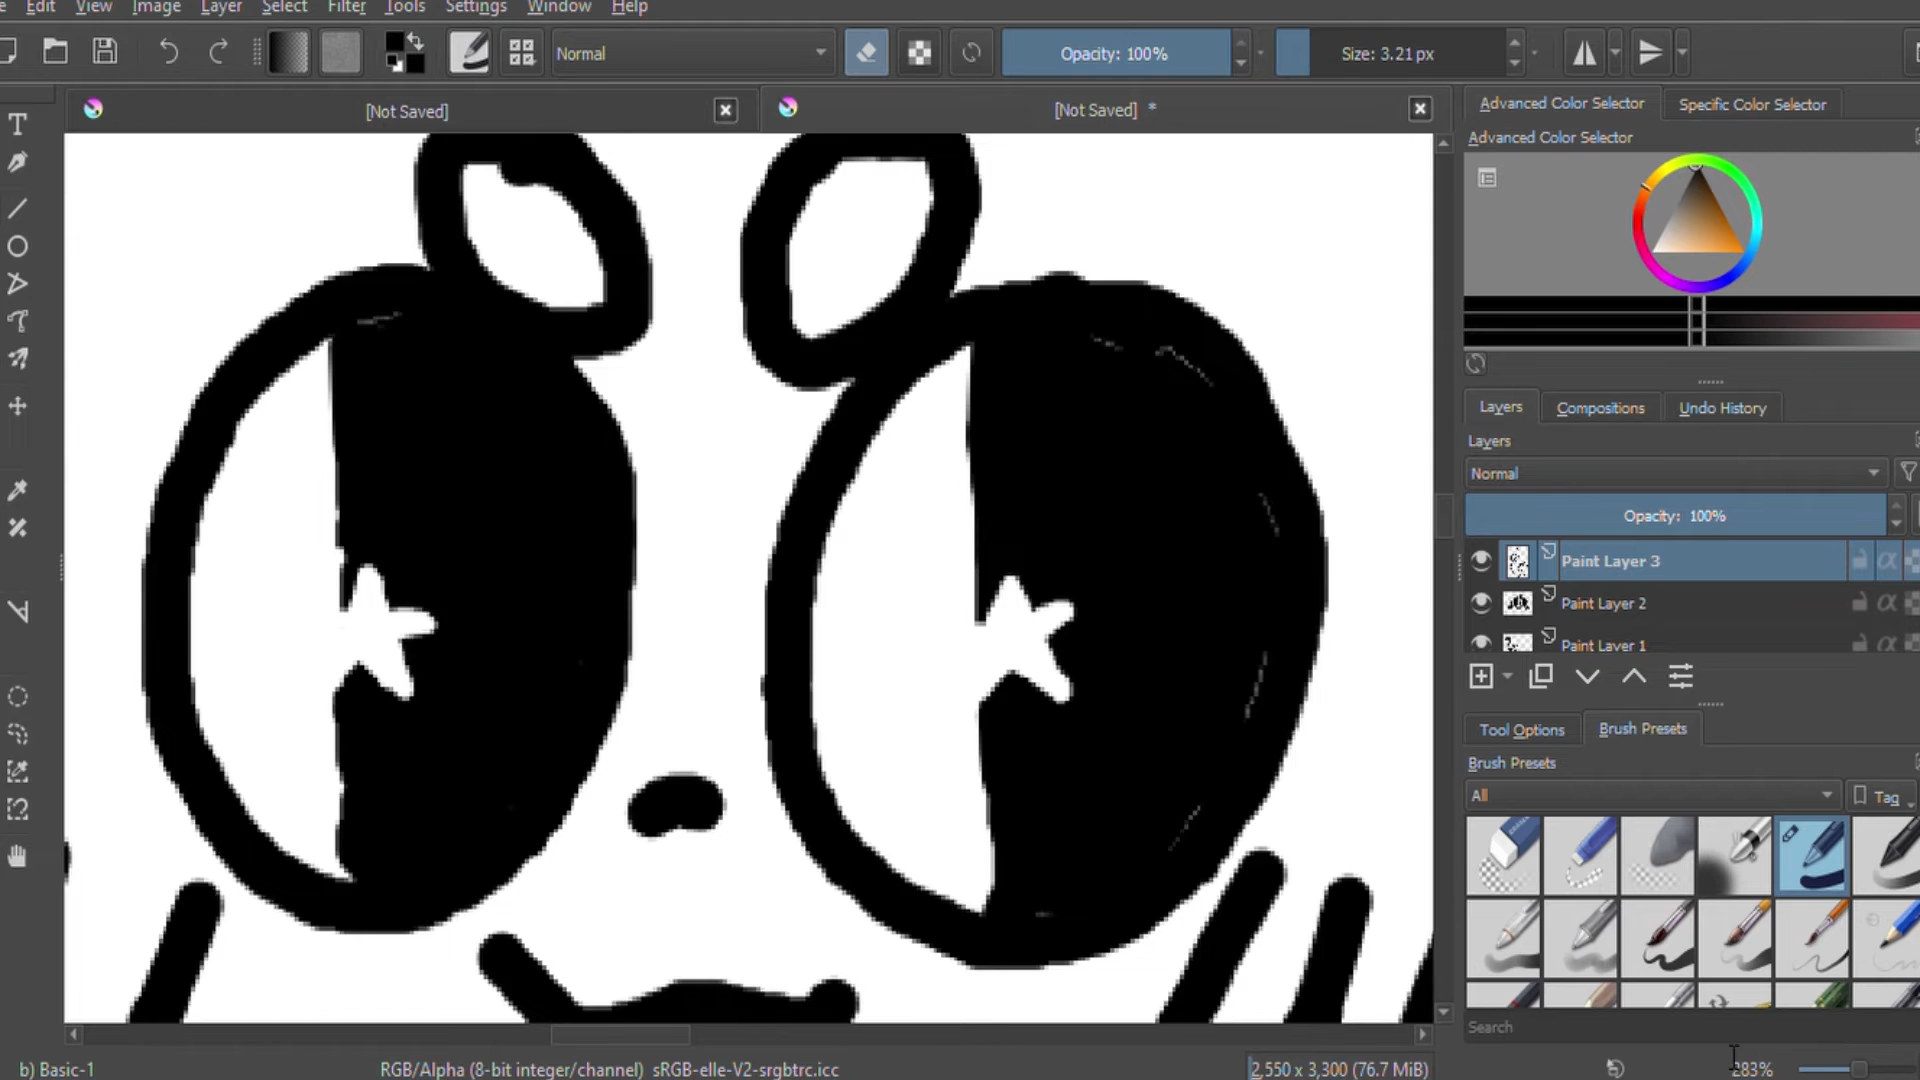 e Edit View Image Layer Select Filter Tools Settings Window Help
Normal Opacity: 100% Size: 3.21 px
[Not Saved] [Not Saved] *
Advanced Color Selector Specific Color Selector
Advanced Color Selector
Layers Compositions Undo History
Layers
Normal
Opacity: 100%
Paint Layer 3
Paint Layer 2
Paint Layer 1
Tool Options Brush Presets
Brush Presets
All Tag
Search
b) Basic-1 RGB/Alpha (8-bit integer/channel) sRGB-elle-V2-srgbtrc.icc 2,550 x 3,300 (76.7 MiB) 283%